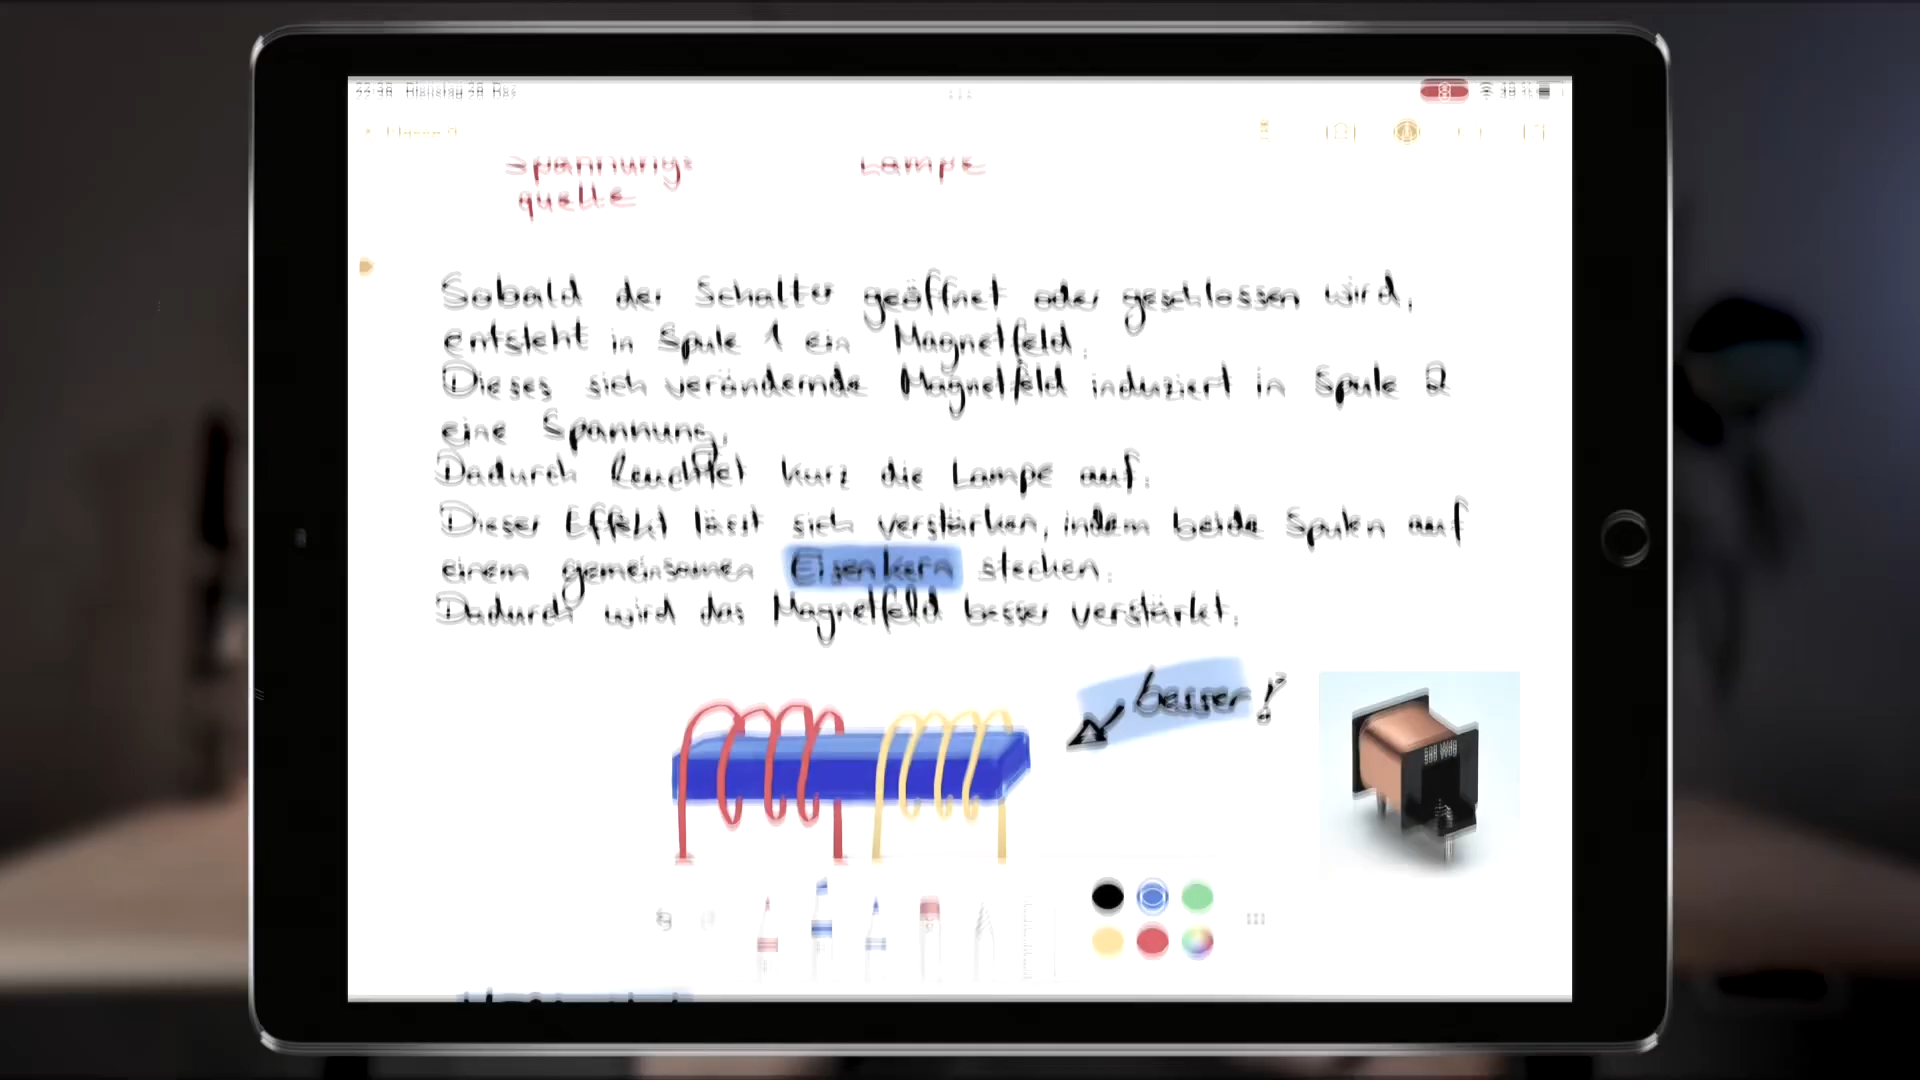 Spannungs
Lampe
quelle
Sobald der Schalter geöffnet oder geschlossen wird,
entsteht in Spule 1 ein Magnetfeld.
Dieses sich verändernde Magnetfeld induziert in Spule 2
eine Spannung.
Dadurch leuchtet kurz die Lampe auf.
Dieser Effekt lässt sich verstärken, indem beide Spulen auf
einem gemeinsamen Eisenkern stecken.
Dadurch wird das Magnetfeld besser verstärkt.
besser!